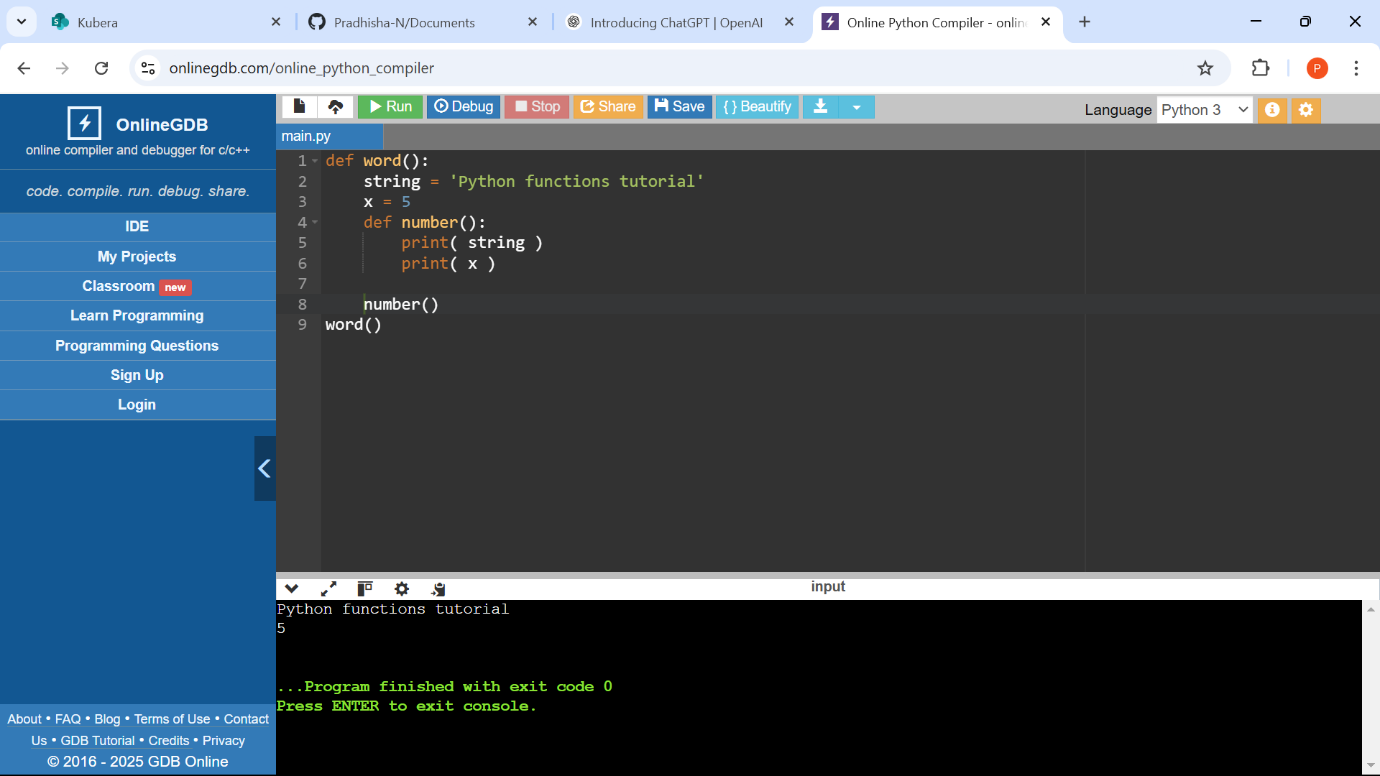 Kubera
Pradhisha-N/Documents
Introducing ChatGPT | OpenAI
Online Python Compiler - onlin
onlinegdb.com/online_python_compiler
P
OnlineGDB
online compiler and debugger for c/c++
code. compile. run. debug. share.
IDE
My Projects
Classroom new
Learn Programming
Programming Questions
Sign Up
Login
About • FAQ • Blog • Terms of Use • Contact
Us • GDB Tutorial • Credits • Privacy
© 2016 - 2025 GDB Online
Run Debug Stop Share Save { } Beautify
Language Python 3
main.py
1 def word():
2     string = 'Python functions tutorial'
3     x = 5
4     def number():
5         print( string )
6         print( x )
7
8     number()
9 word()
input
Python functions tutorial
5
...Program finished with exit code 0
Press ENTER to exit console.